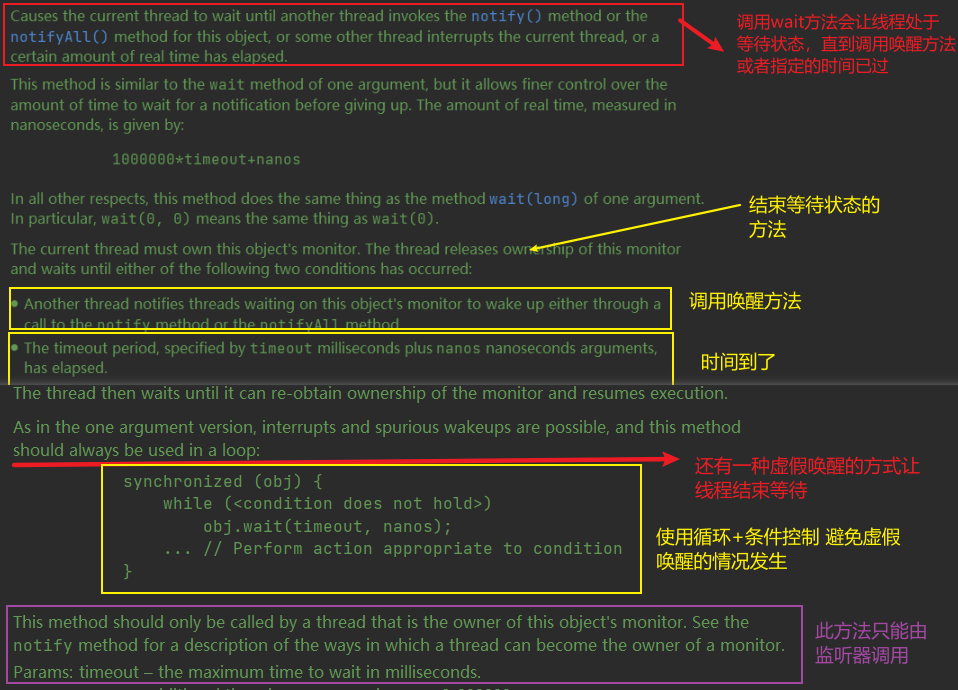 Causes the current thread to wait until another thread invokes the notify() method or the
notifyAll() method for this object, or some other thread interrupts the current thread, or a
certain amount of real time has elapsed.
调用wait方法会让线程处于
等待状态，直到调用唤醒方法
或者指定的时间已过
This method is similar to the wait method of one argument, but it allows finer control over the
amount of time to wait for a notification before giving up. The amount of real time, measured in
nanoseconds, is given by:
1000000*timeout+nanos
In all other respects, this method does the same thing as the method wait(long) of one argument.
In particular, wait(0, 0) means the same thing as wait(0).
结束等待状态的
方法
The current thread must own this object's monitor. The thread releases ownership of this monitor
and waits until either of the following two conditions has occurred:
Another thread notifies threads waiting on this object's monitor to wake up either through a
call to the notify method or the notifyAll method
调用唤醒方法
The timeout period, specified by timeout milliseconds plus nanos nanoseconds arguments,
has elapsed.
时间到了
The thread then waits until it can re-obtain ownership of the monitor and resumes execution.
As in the one argument version, interrupts and spurious wakeups are possible, and this method
should always be used in a loop:
还有一种虚假唤醒的方式让
线程结束等待
synchronized (obj) {
while (<condition does not hold>)
obj.wait(timeout, nanos);
... // Perform action appropriate to condition
}
使用循环+条件控制 避免虚假
唤醒的情况发生
This method should only be called by a thread that is the owner of this object's monitor. See the
notify method for a description of the ways in which a thread can become the owner of a monitor.
Params: timeout – the maximum time to wait in milliseconds.
此方法只能由
监听器调用